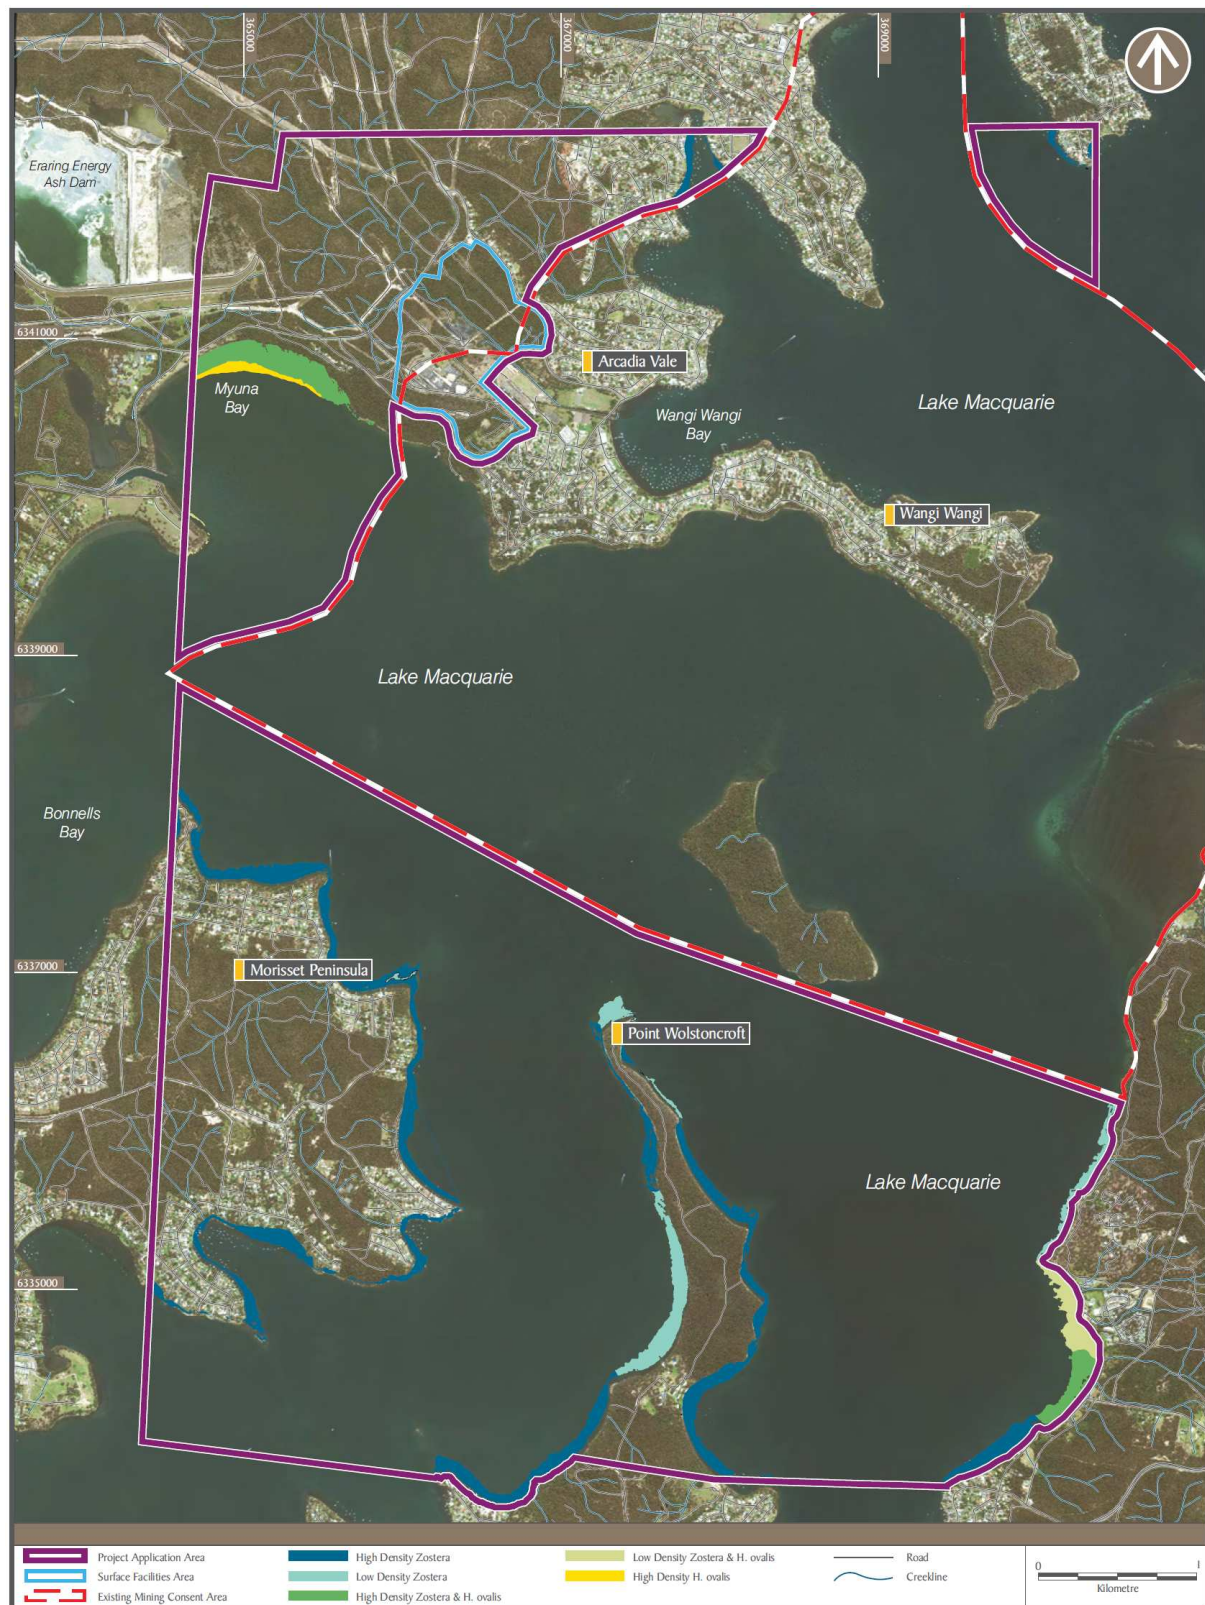 365000
367000
369000
Eraring Energy
Ash Dam
6341000
Arcadia Vale
Myuna
Bay
Wangi Wangi
Bay
Lake Macquarie
Wangi Wangi
6339000
Lake Macquarie
Bonnells
Bay
6337000
Morisset Peninsula
Point Wolstoncroft
Lake Macquarie
6335000
Project Application Area
Surface Facilities Area
Existing Mining Consent Area
High Density Zostera
Low Density Zostera
High Density Zostera & H. ovalis
Low Density Zostera & H. ovalis
High Density H. ovalis
Road
Creekline
0 1
Kilometre